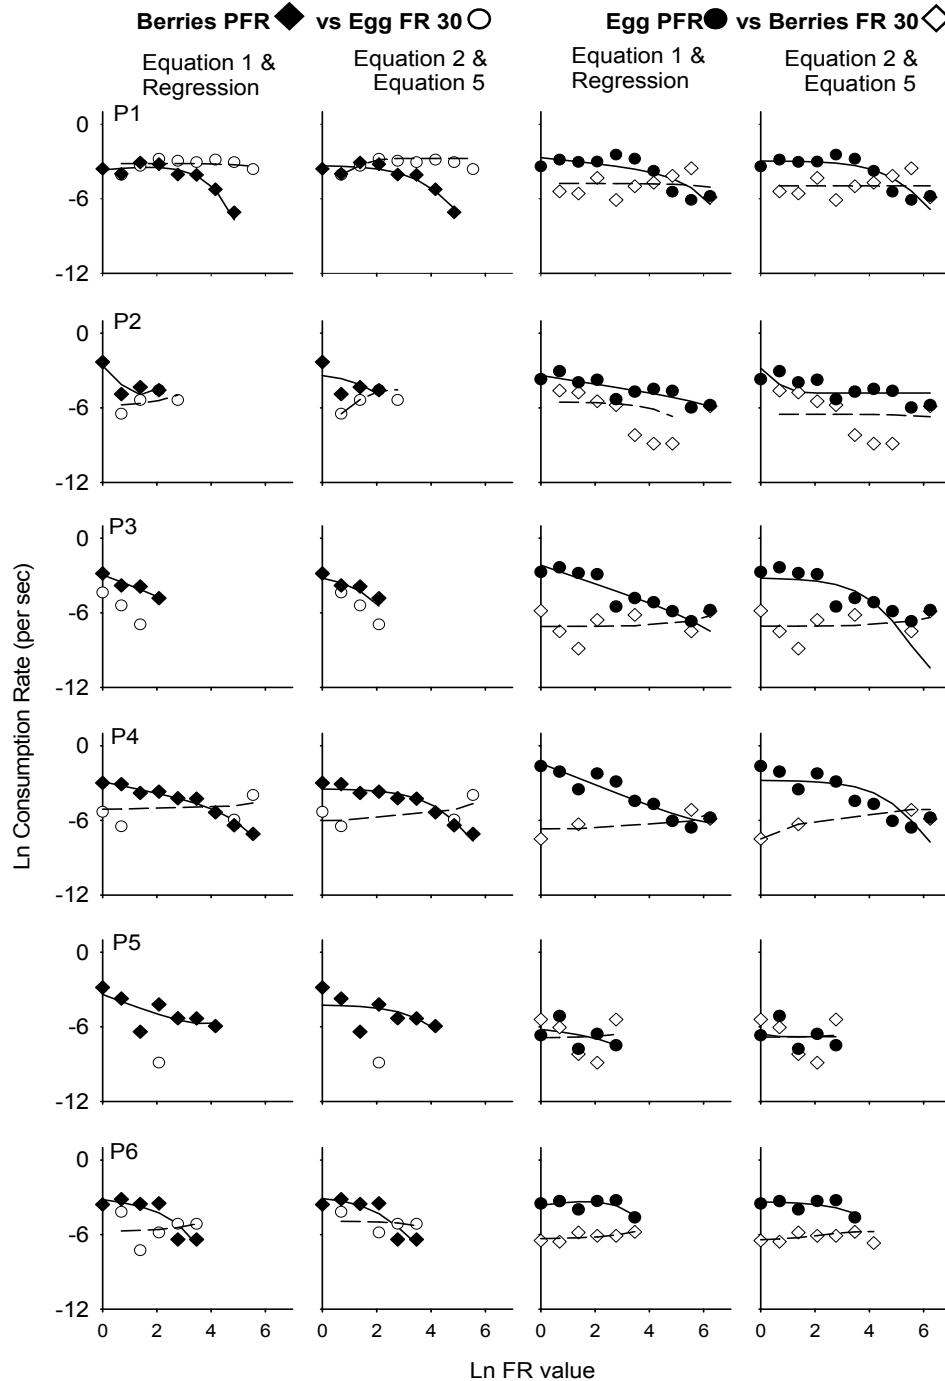 Berries PFR vs Egg FR 30 Egg PFR vs Berries FR 30
Equation 1 & Regression
Equation 2 & Equation 5
Equation 1 & Regression
Equation 2 & Equation 5
P1
0
-6
-12
P2
0
-6
-12
P3
0
-6
-12
P4
0
-6
-12
P5
0
-6
-12
P6
0
-6
-12
0 2 4 6 0 2 4 6 0 2 4 6 0 2 4 6
Ln Consumption Rate (per sec)
Ln FR value